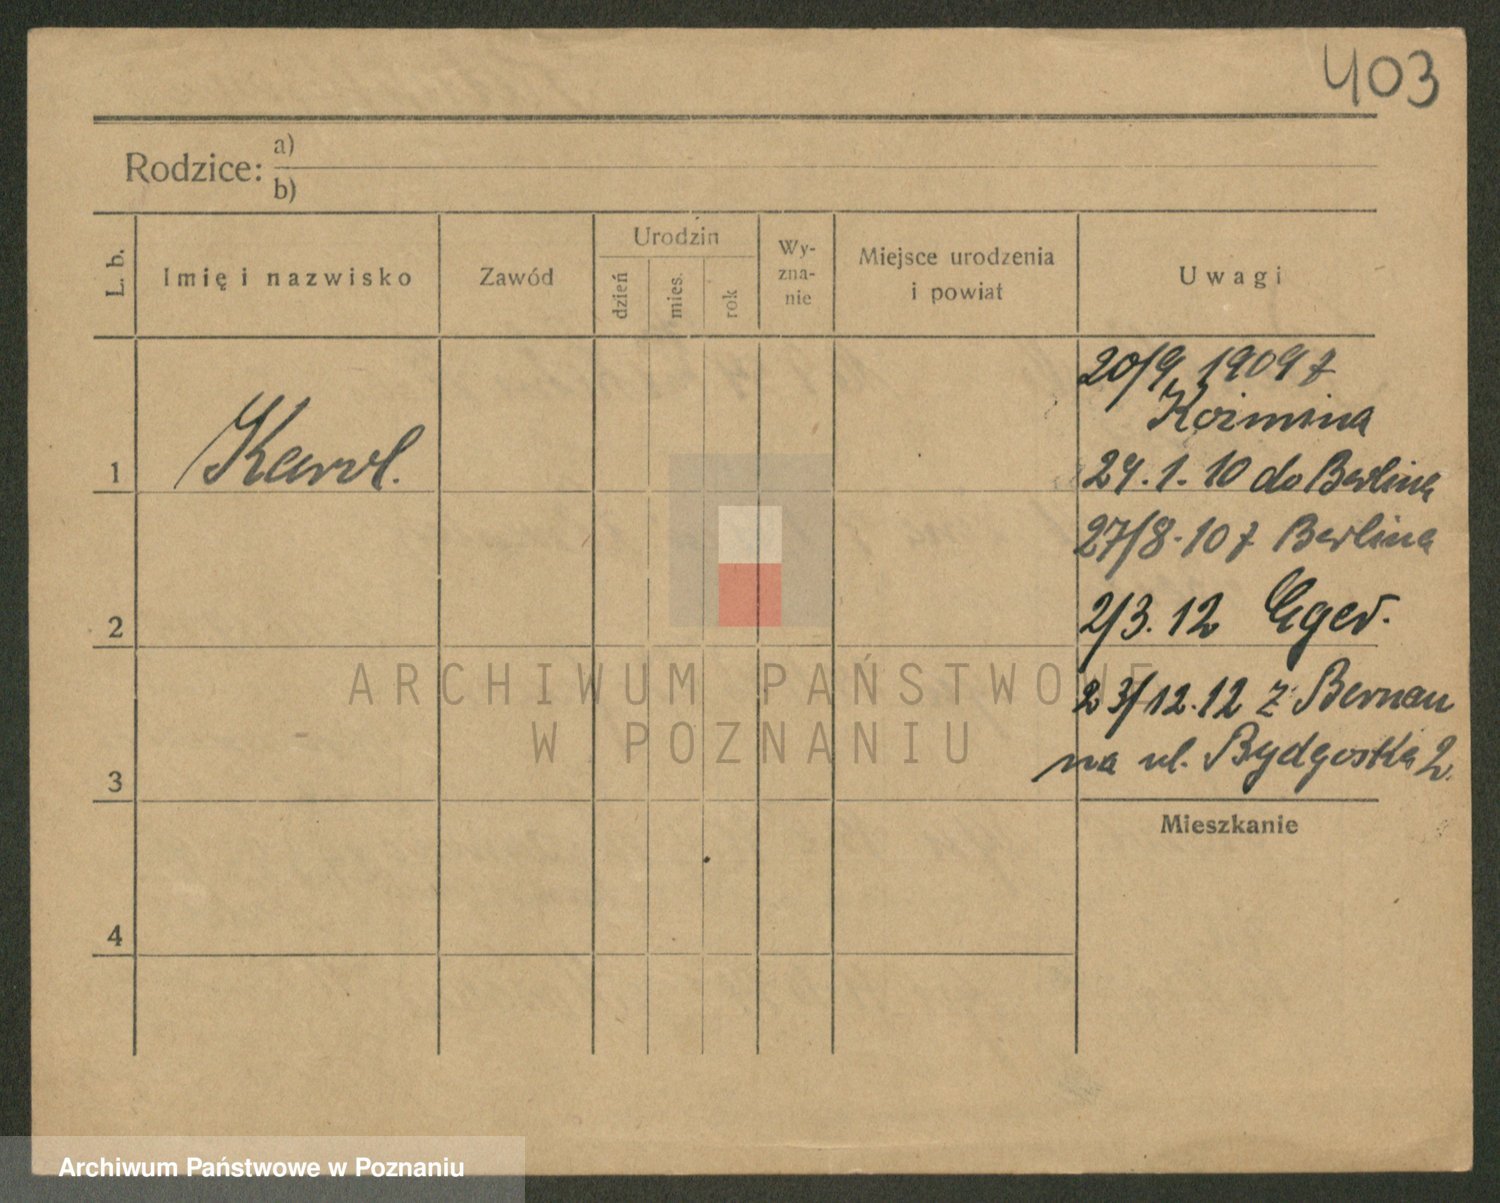 403
Rodzice: a)
b)
L. b.
Imię i nazwisko
Zawód
Urodzin
dzień
mies.
rok
Wy-
zna-
nie
Miejsce urodzenia
i powiat
Uwagi
1
Karol.
20/9 1909 z
Koźmina
24.1.10 do Berlina
27/8.10 z Berlina
2
2/3.12 Eger.
23/12.12 z Bernau
na ul. Bydgoska 2.
3
Mieszkanie
4
ARCHIWUM PAŃSTWOWE
W POZNANIU
Archiwum Państwowe w Poznaniu